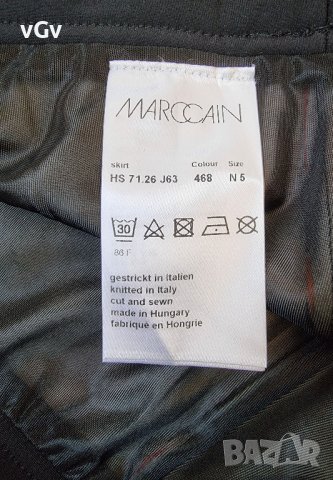 vGv
MARCCAIN
skirt Colour Size
HS 71.26 J63 468 N 5
30
86 F
gestrickt in Italien
knitted in Italy
cut and sewn
made in Hungary
fabriqué en Hongrie
BAZAR